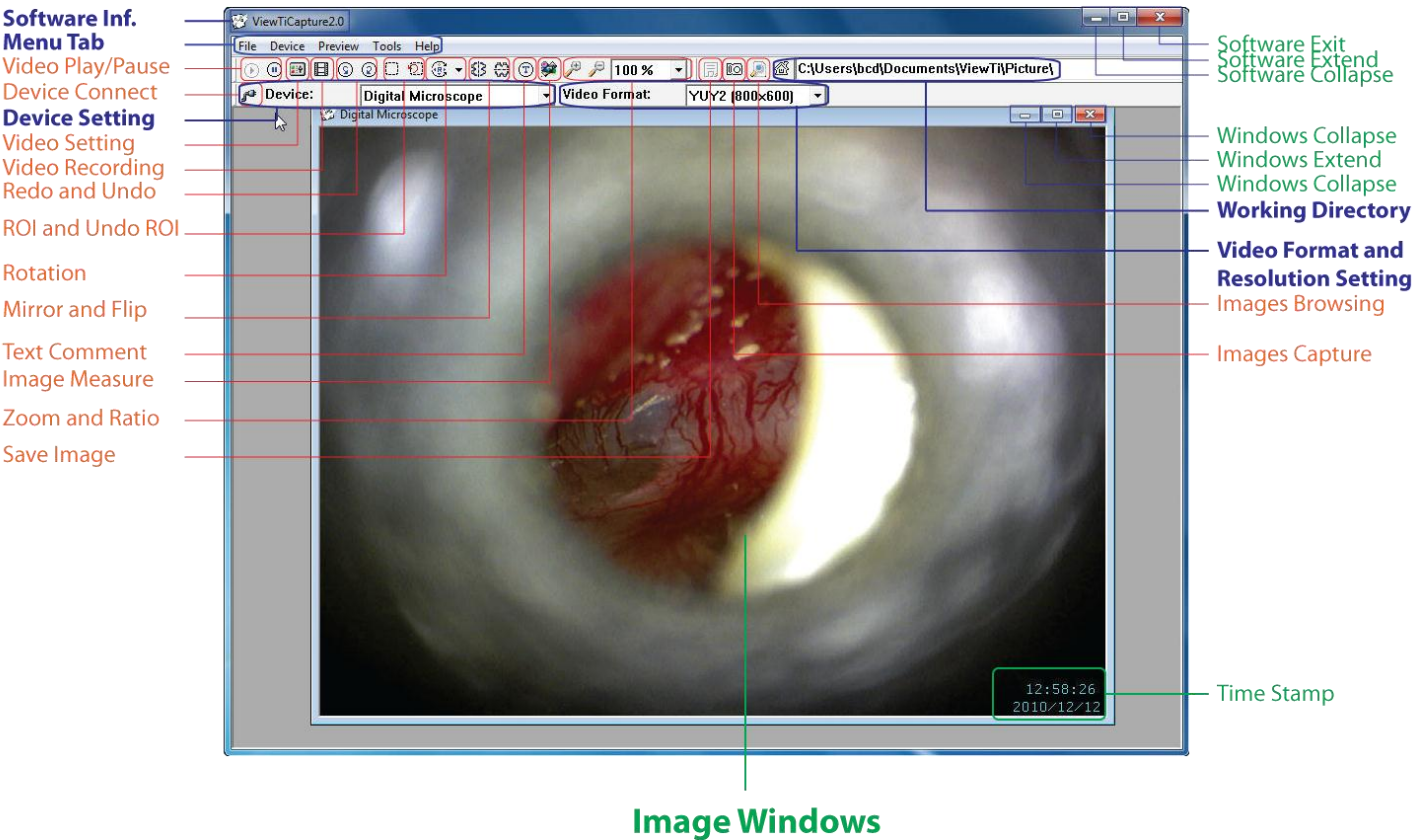 Software Inf.
Menu Tab
Video Play/Pause
Device Connect
Device Setting
Video Setting
Video Recording
Redo and Undo
ROI and Undo ROI
Rotation
Mirror and Flip
Text Comment
Image Measure
Zoom and Ratio
Save Image
ViewTiCapture2.0
File Device Preview Tools Help
100 % C:\Users\bcd\Documents\ViewTi\Picture\
Device: Digital Microscope Video Format: YUY2 (800x600)
Digital Microscope
12:58:26
2010/12/12
Software Exit
Software Extend
Software Collapse
Windows Collapse
Windows Extend
Windows Collapse
Working Directory
Video Format and
Resolution Setting
Images Browsing
Images Capture
Time Stamp
Image Windows